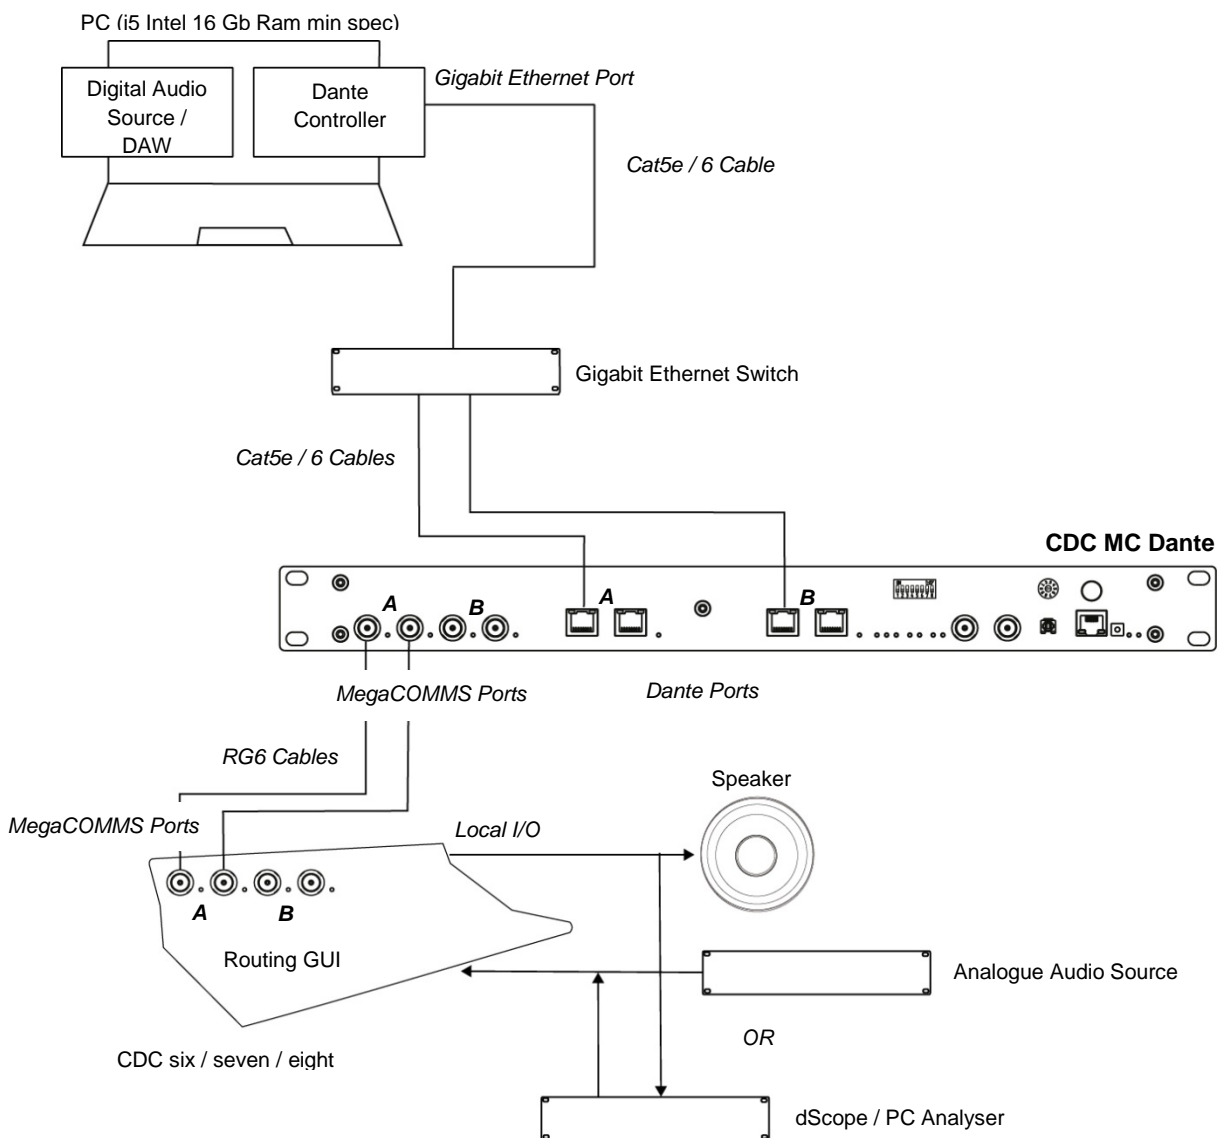 PC (i5 Intel 16 Gb Ram min spec)
Digital Audio
Source /
DAW
Dante
Controller
Gigabit Ethernet Port
Cat5e / 6 Cable
Gigabit Ethernet Switch
Cat5e / 6 Cables
CDC MC Dante
A
B
A
B
MegaCOMMS Ports
Dante Ports
RG6 Cables
Speaker
MegaCOMMS Ports
Local I/O
A
B
Routing GUI
Analogue Audio Source
OR
CDC six / seven / eight
dScope / PC Analyser